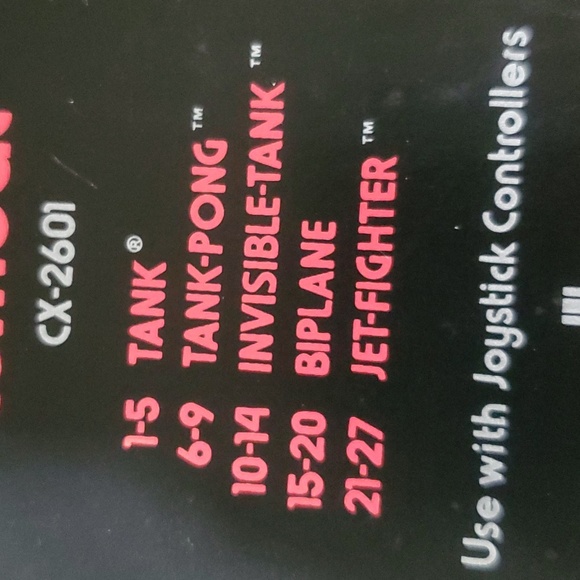 CX-2601
1-5 TANK®
6-9 TANK-PONG™
10-14 INVISIBLE-TANK™
15-20 BIPLANE
21-27 JET-FIGHTER™
Use with Joystick Controllers